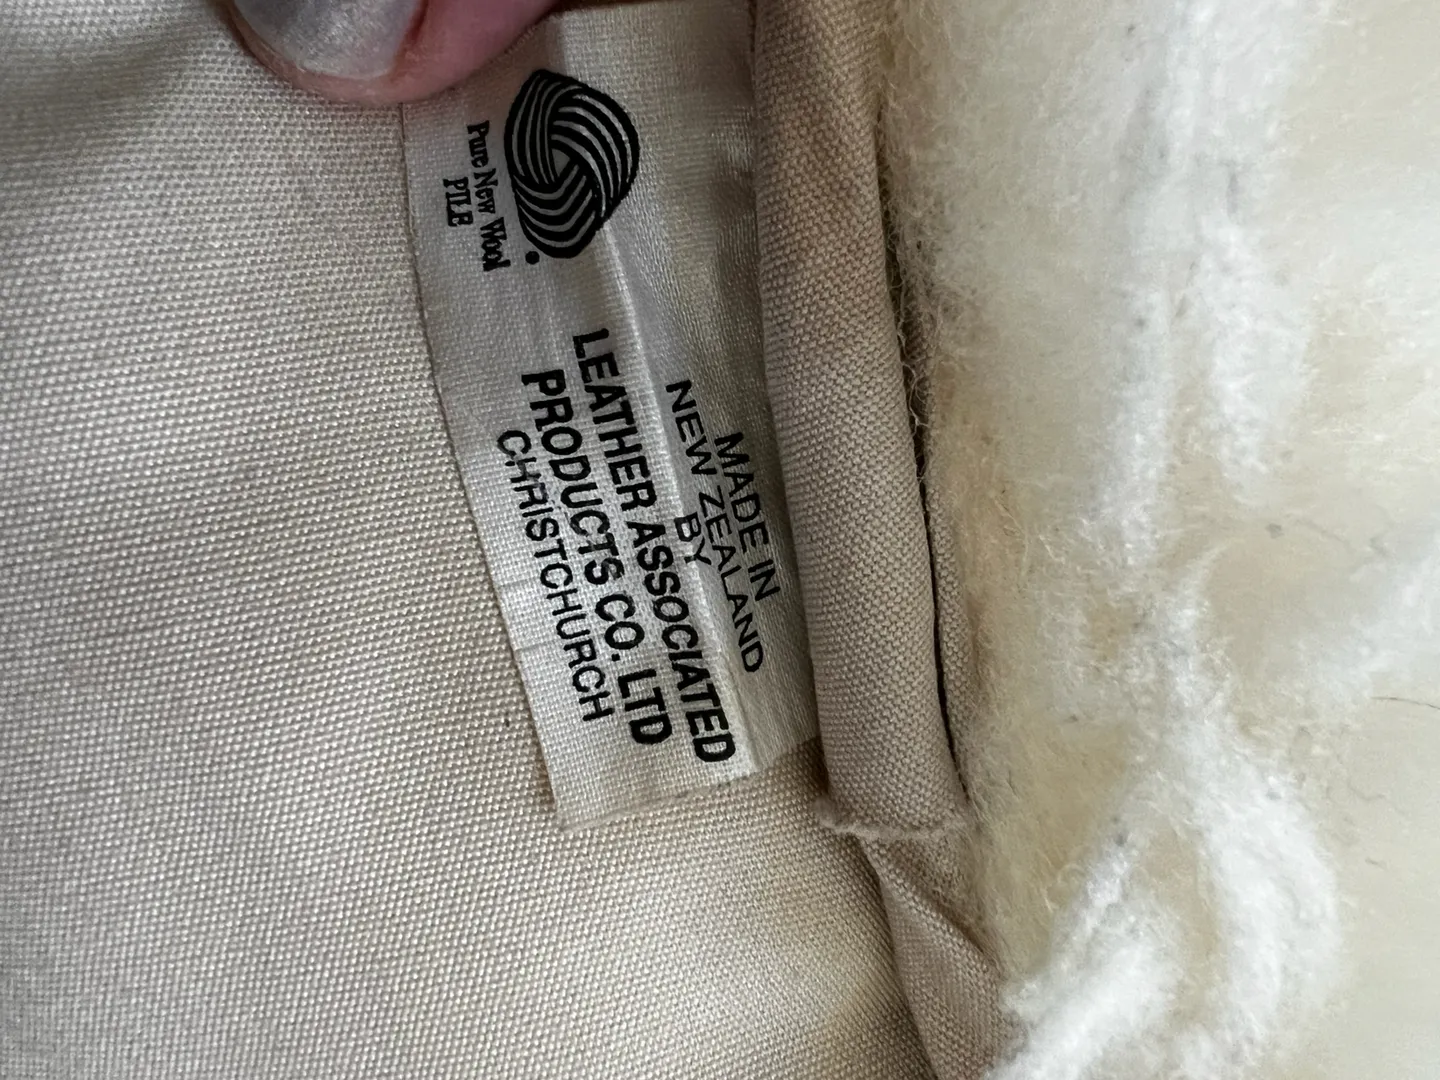 MADE IN
NEW ZEALAND
BY
LEATHER ASSOCIATED
PRODUCTS CO. LTD
CHRISTCHURCH
Pure New Wool
PILE